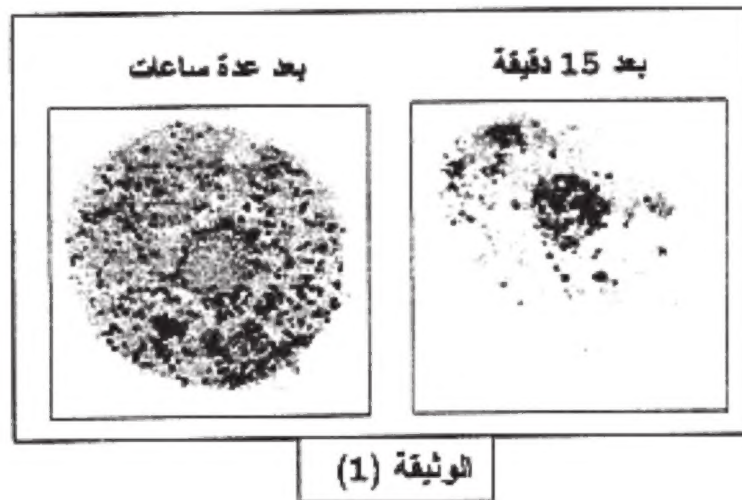 بعد 15 دقيقة
بعد عدة ساعات
الوثيقة (1)